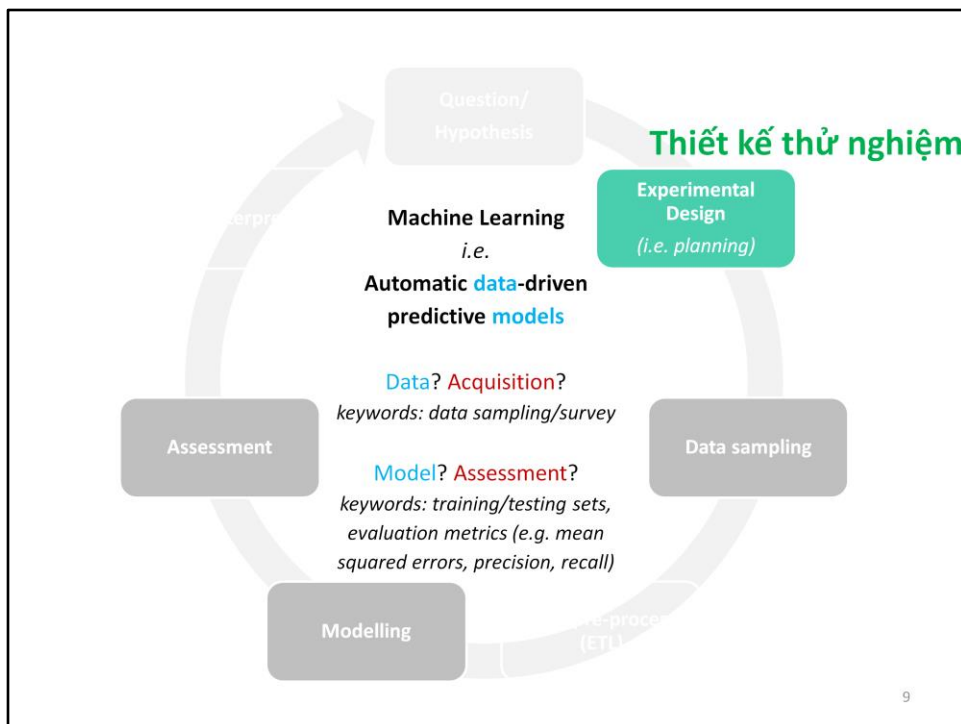 Question/
Hypothesis
Thiết kế thử nghiệm
Experimental
Design
(i.e. planning)
Machine Learning
i.e.
Automatic data-driven
predictive models
Data? Acquisition?
keywords: data sampling/survey
Assessment
Data sampling
Model? Assessment?
keywords: training/testing sets,
evaluation metrics (e.g. mean
squared errors, precision, recall)
Modelling
(ETL)
9